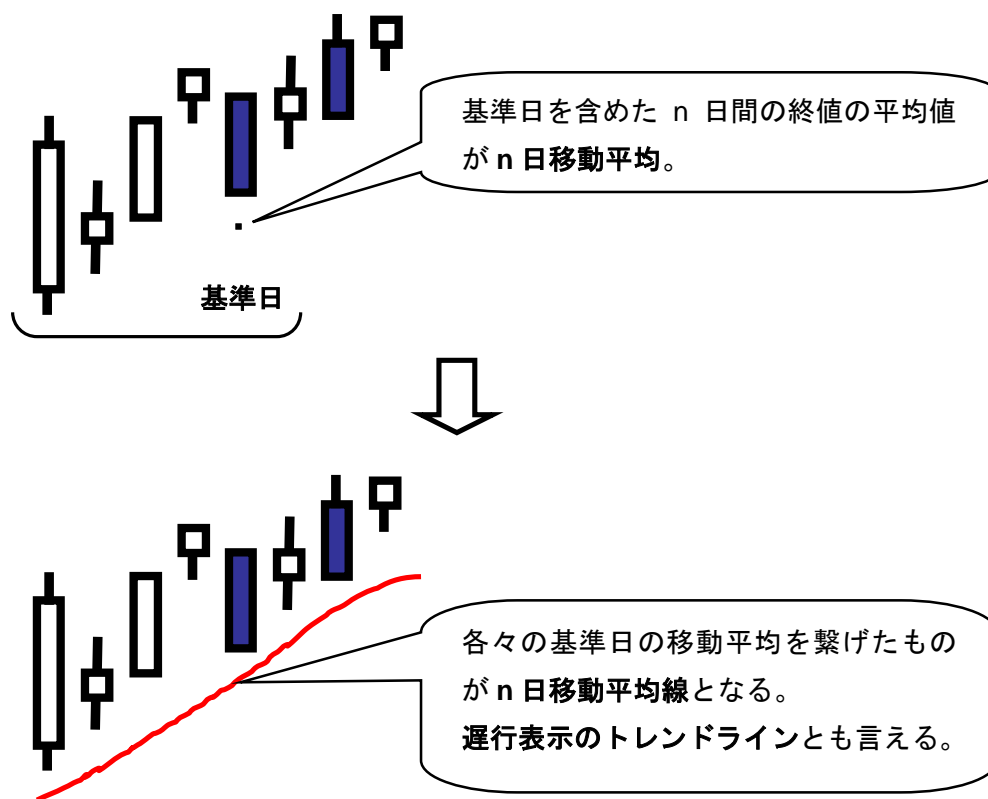 基準日を含めた n 日間の終値の平均値
が n 日移動平均。
基準日
各々の基準日の移動平均を繋げたもの
が n 日移動平均線となる。
遅行表示のトレンドラインとも言える。